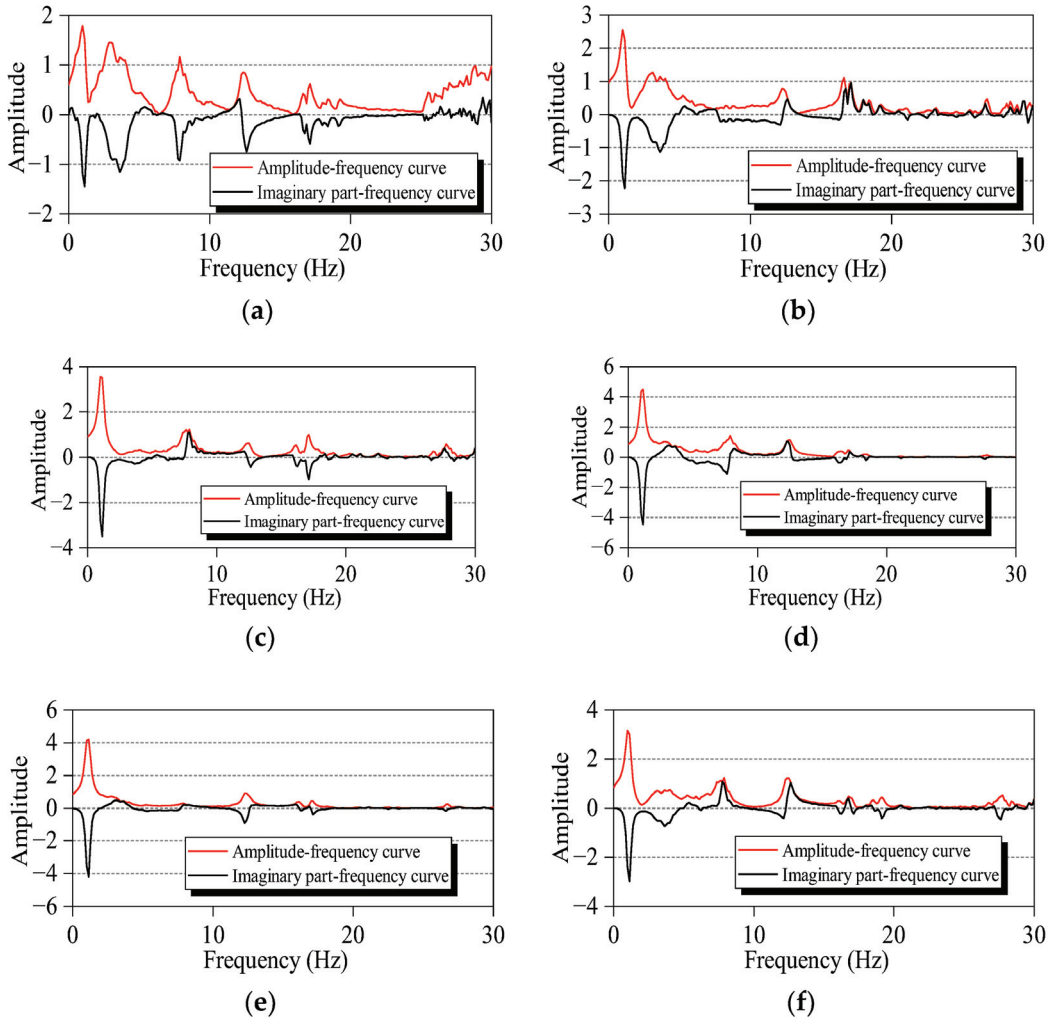 2
1
0
−1
−2
Amplitude
Amplitude-frequency curve
Imaginary part-frequency curve
0 10 20 30
Frequency (Hz)
(a)
3
2
1
0
−1
−2
−3
Amplitude
Amplitude-frequency curve
Imaginary part-frequency curve
0 10 20 30
Frequency (Hz)
(b)
4
2
0
−2
−4
Amplitude
Amplitude-frequency curve
Imaginary part-frequency curve
0 10 20 30
Frequency (Hz)
(c)
6
4
2
0
−2
−4
−6
Amplitude
Amplitude-frequency curve
Imaginary part-frequency curve
0 10 20 30
Frequency (Hz)
(d)
6
4
2
0
−2
−4
−6
Amplitude
Amplitude-frequency curve
Imaginary part-frequency curve
0 10 20 30
Frequency (Hz)
(e)
4
2
0
−2
−4
Amplitude
Amplitude-frequency curve
Imaginary part-frequency curve
0 10 20 30
Frequency (Hz)
(f)